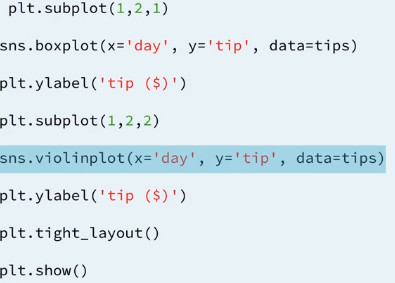 plt.subplot(1,2,1)
sns.boxplot(x='day', y='tip', data=tips)
plt.ylabel('tip ($)')
plt.subplot(1,2,2)
sns.violinplot(x='day', y='tip', data=tips)
plt.ylabel('tip ($)')
plt.tight_layout()
plt.show()